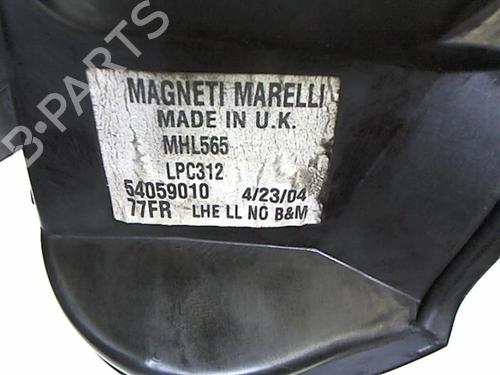 B-PARTS
MAGNETI MARELLI
MADE IN U.K.
MHL565
LPC312
54059010 4/23/04
77FR LHE LL NO B&M